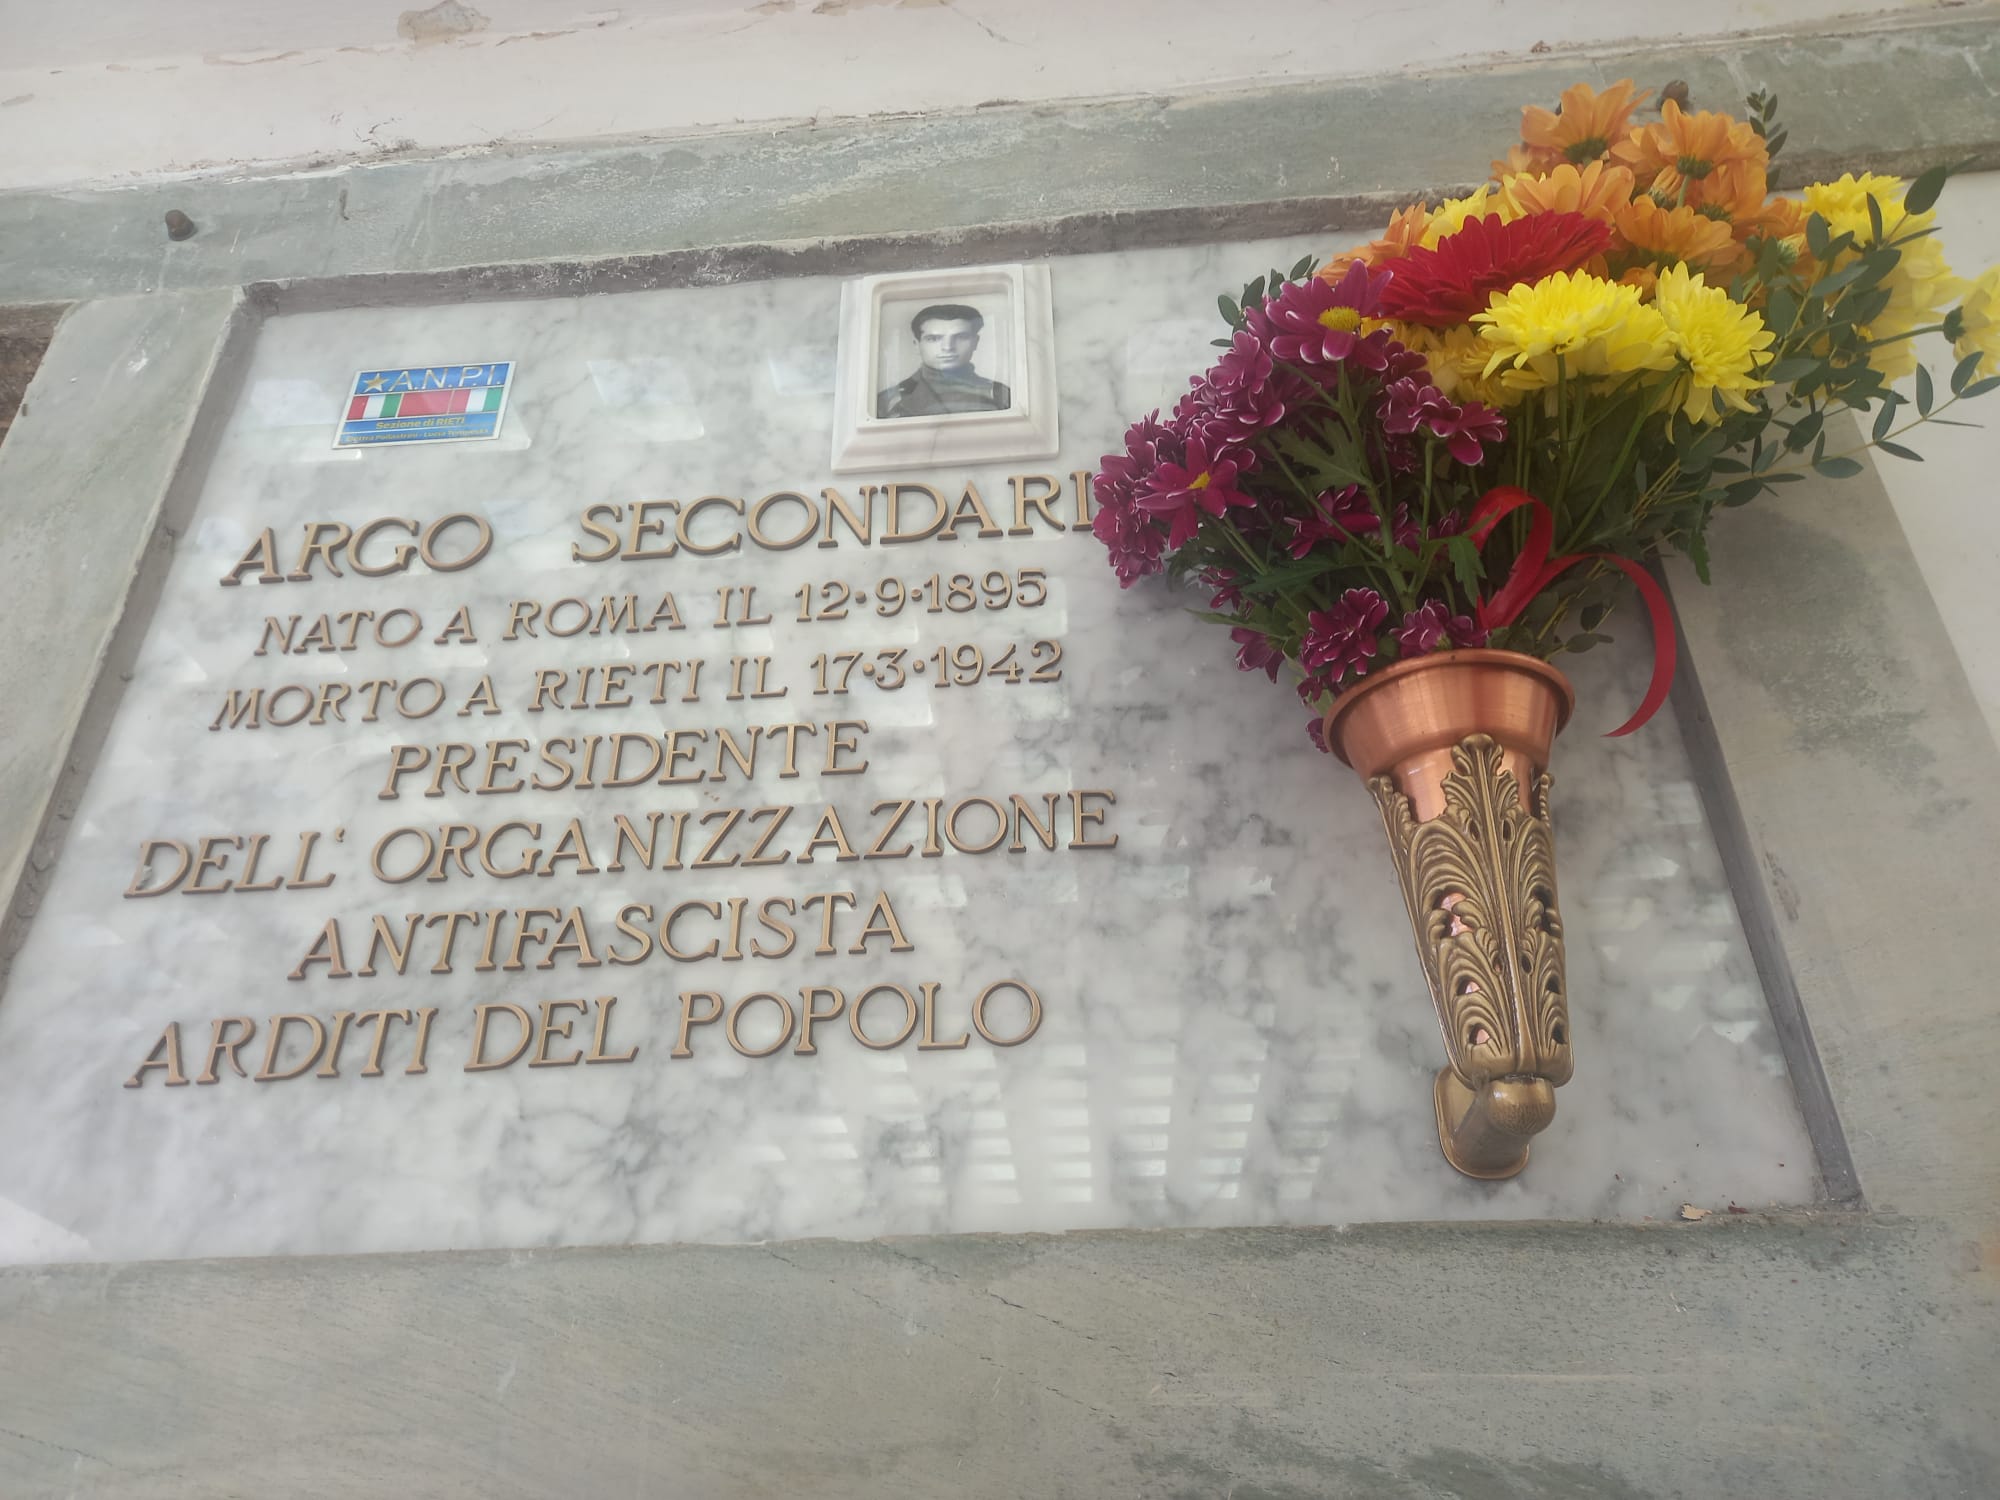 A.N.P.I.
Sezione di RIETI
ARGO SECONDARI
NATO A ROMA IL 12•9•1895
MORTO A RIETI IL 17•3•1942
PRESIDENTE
DELL‘ ORGANIZZAZIONE
ANTIFASCISTA
ARDITI DEL POPOLO